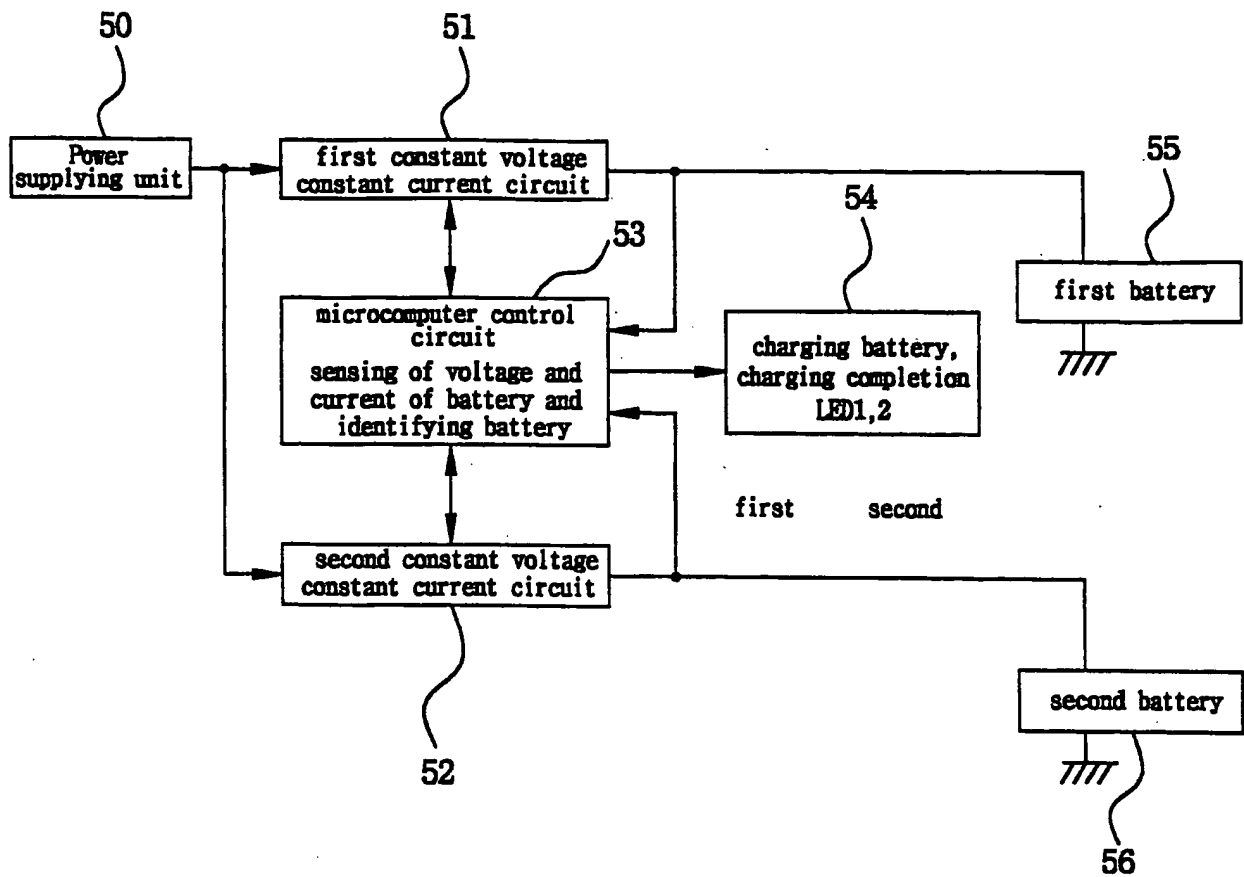 50
51
Power
supplying unit
first constant voltage
constant current circuit
55
54
53
first battery
microcomputer control
circuit
sensing of voltage and
current of battery and
identifying battery
charging battery,
charging completion
LED1,2
first second
second constant voltage
constant current circuit
second battery
52
56